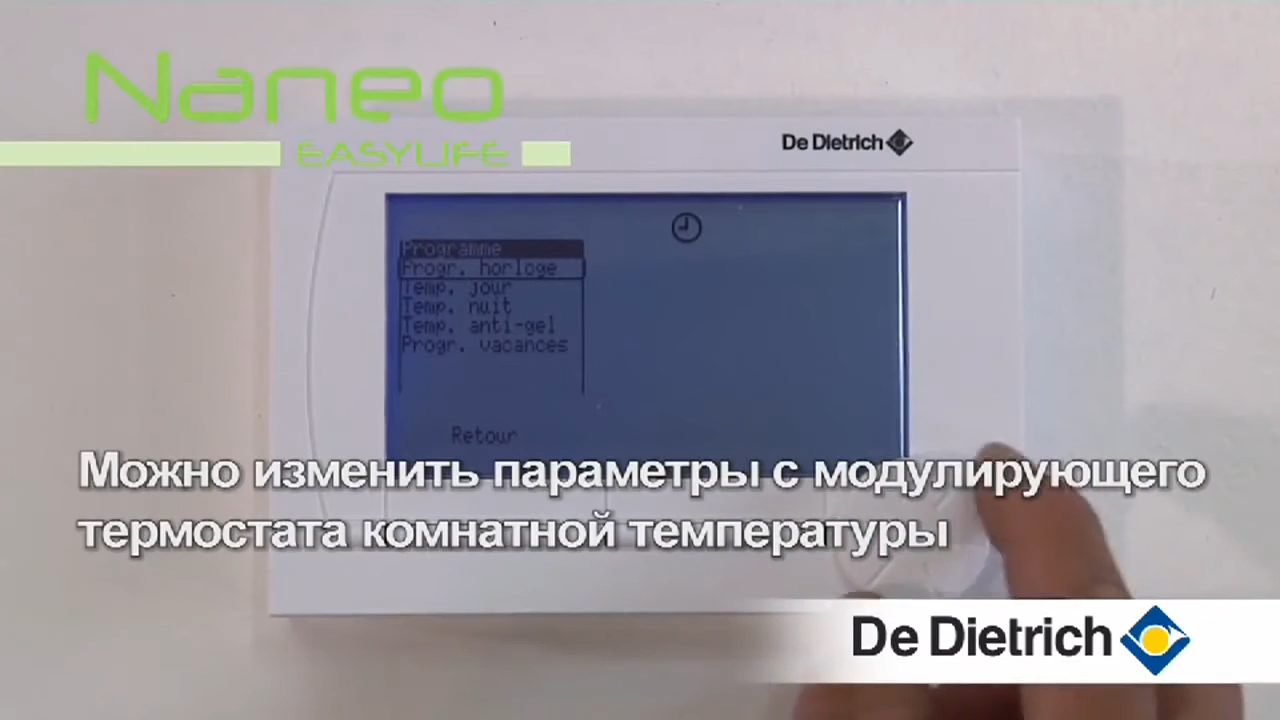 Naneo
EASYLIFE
De Dietrich
Programme
Progr. horloge
Temp. jour
Temp. nuit
Temp. anti-gel
Progr. vacances
Retour
Можно изменить параметры с модулирующего
термостата комнатной температуры
De Dietrich